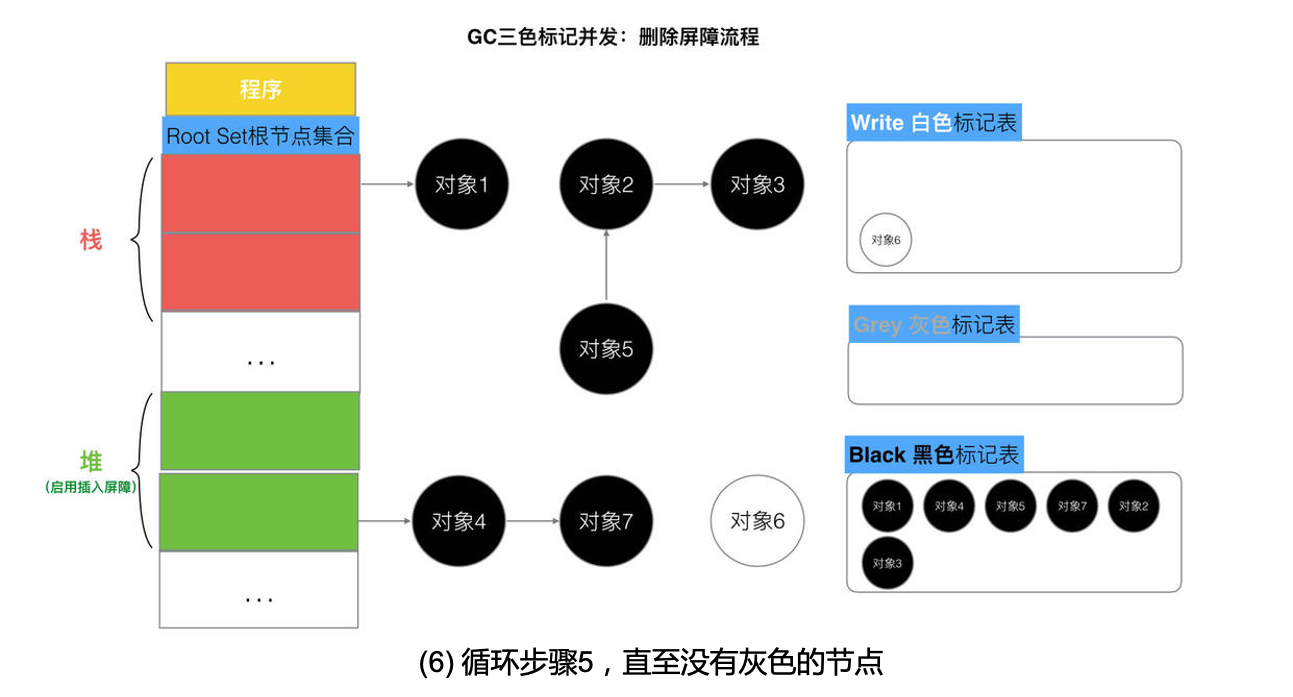 GC三色标记并发：删除屏障流程
程序
Root Set根节点集合
栈
...
堆
(启用插入屏障)
...
对象1
对象2
对象3
对象5
对象4
对象7
对象6
Write 白色标记表
对象6
Grey 灰色标记表
Black 黑色标记表
对象1 对象4 对象5 对象7 对象2
对象3
(6) 循环步骤5，直至没有灰色的节点